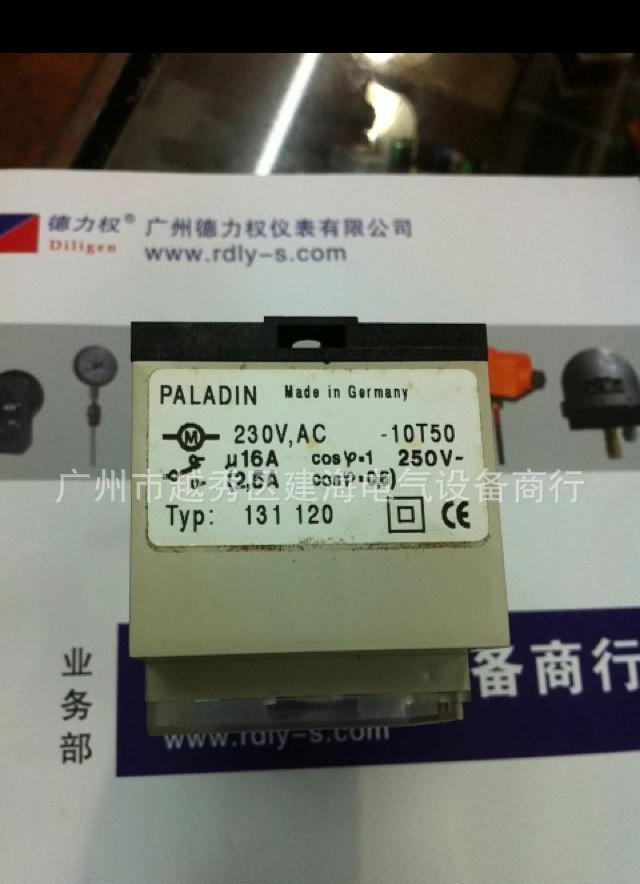 德力权® 广州德力权仪表有限公司
Diligen www.rdly-s.com
PALADIN Made in Germany
M 230V,AC -10T50
µ16A cosφ=1 250V~
(2,5A cosφ=0,6)
广州市越秀区建海电气设备商行
Typ: 131 120 CE
业务部
备商行
www.rdly-s.com